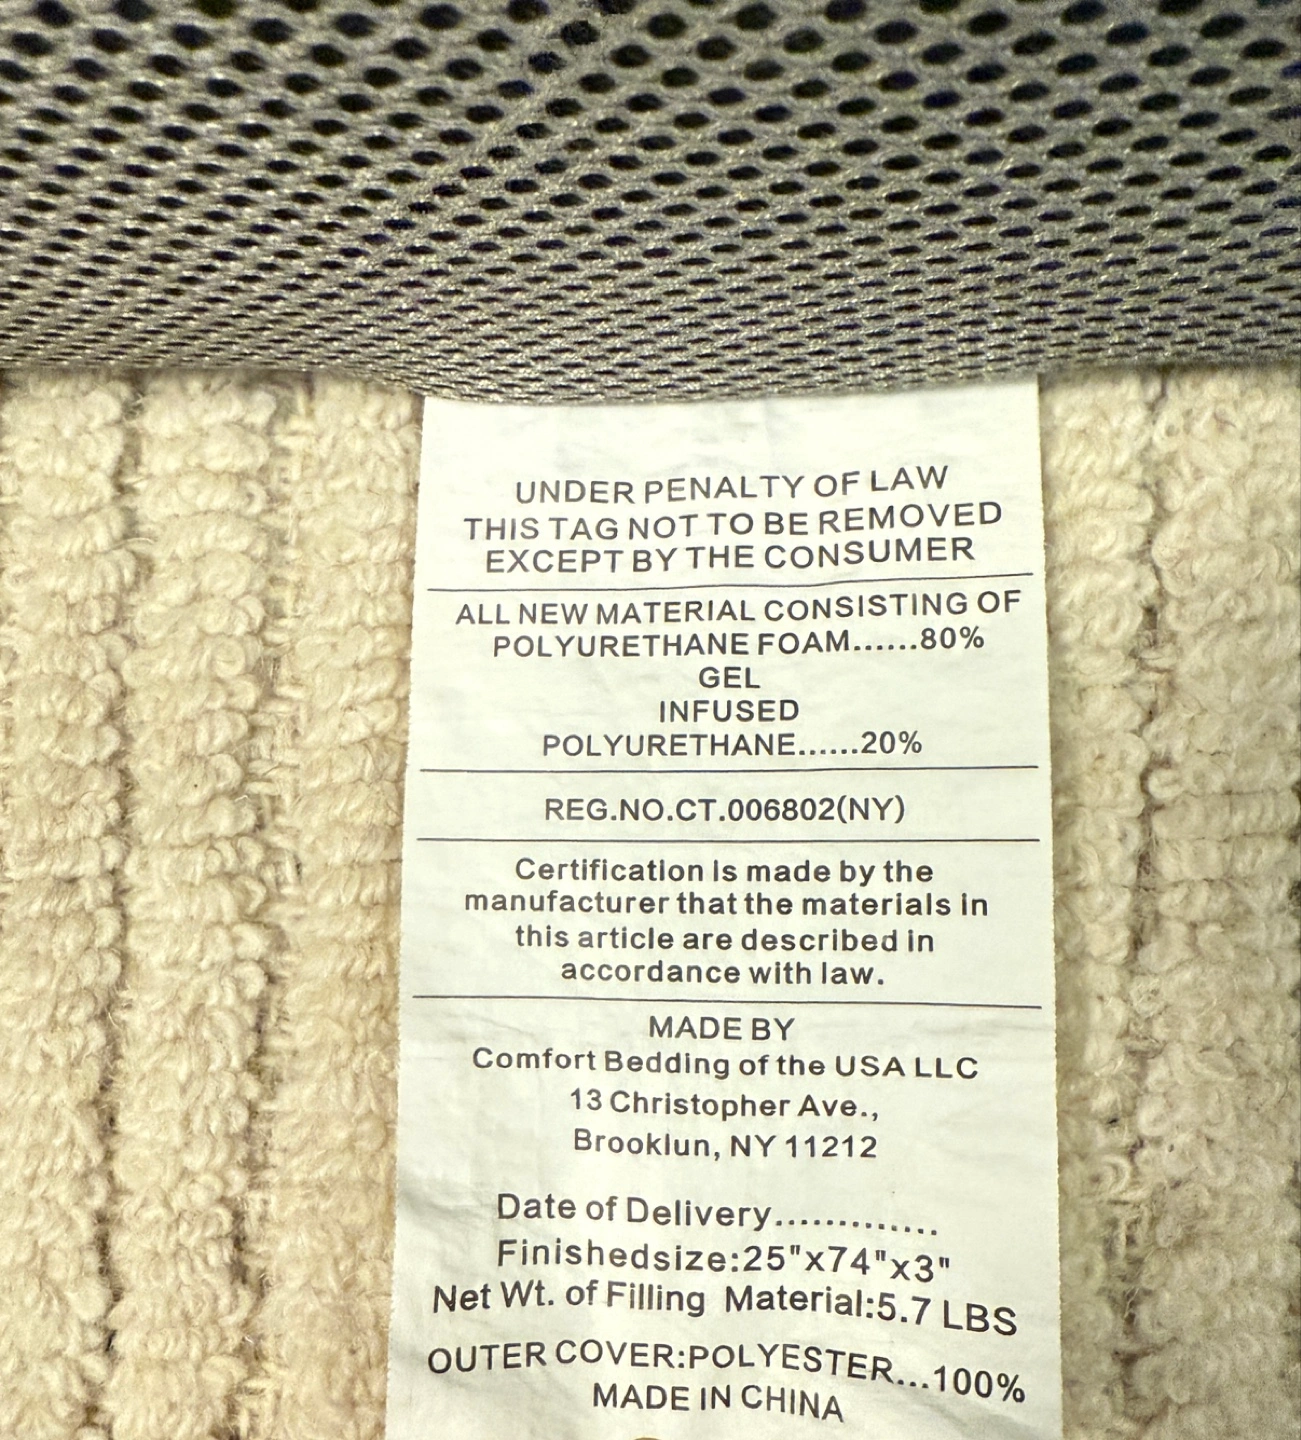 UNDER PENALTY OF LAW
THIS TAG NOT TO BE REMOVED
EXCEPT BY THE CONSUMER
ALL NEW MATERIAL CONSISTING OF
POLYURETHANE FOAM......80%
GEL
INFUSED
POLYURETHANE......20%
REG.NO.CT.006802(NY)
Certification is made by the
manufacturer that the materials in
this article are described in
accordance with law.
MADE BY
Comfort Bedding of the USA LLC
13 Christopher Ave.,
Brooklun, NY 11212
Date of Delivery.............
Finishedsize:25"x74"x3"
Net Wt. of Filling Material:5.7 LBS
OUTER COVER:POLYESTER...100%
MADE IN CHINA